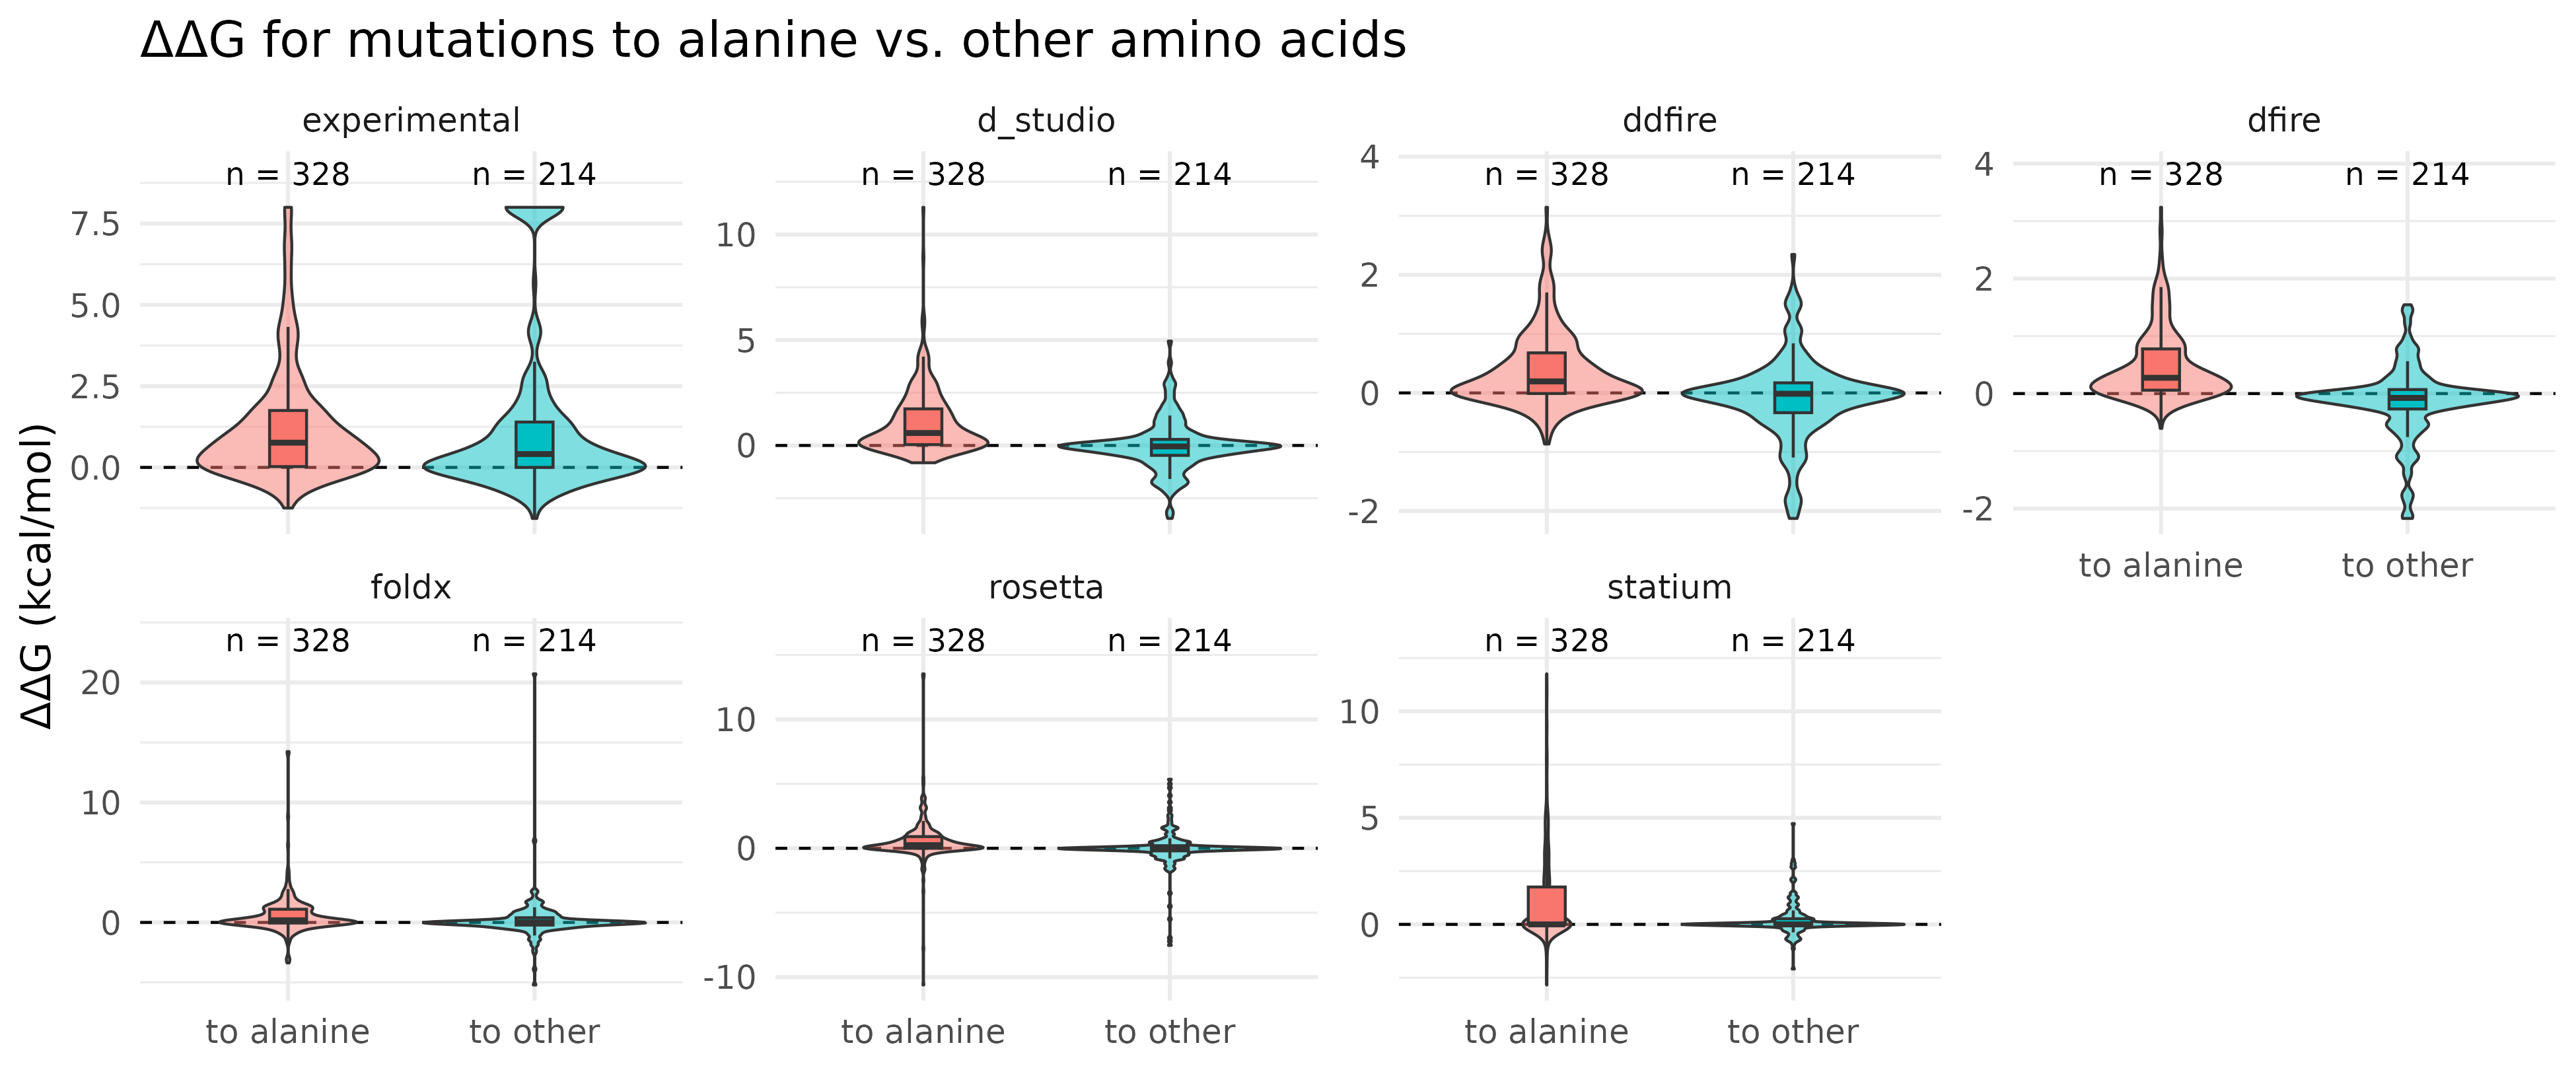 ΔΔG for mutations to alanine vs. other amino acids
ΔΔG (kcal/mol)
experimental
n = 328
n = 214
7.5
5.0
2.5
0.0
d_studio
n = 328
n = 214
10
5
0
ddfire
n = 328
n = 214
4
2
0
-2
dfire
n = 328
n = 214
4
2
0
-2
to alanine
to other
foldx
n = 328
n = 214
20
10
0
to alanine
to other
rosetta
n = 328
n = 214
10
0
-10
to alanine
to other
statium
n = 328
n = 214
10
5
0
to alanine
to other